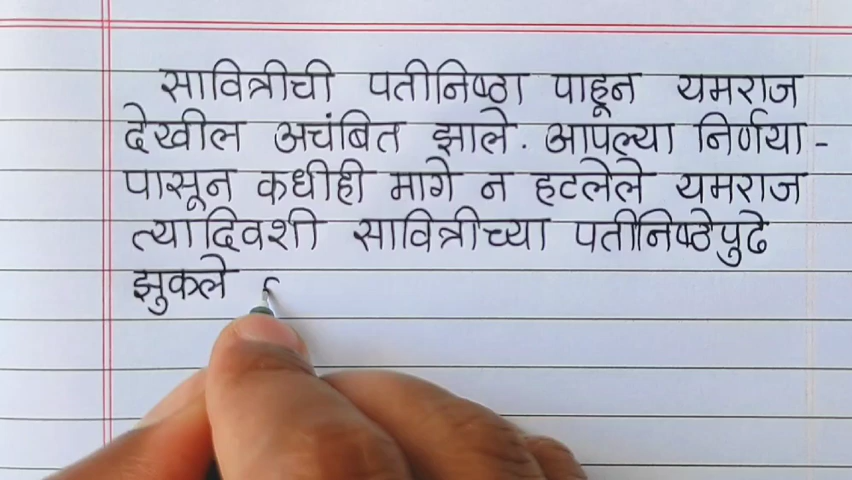 सावित्रीची पतीनिष्ठा पाहून यमराज
देखील अचंबित झाले. आपल्या निर्णया-
पासून कधीही मागे न हटलेले यमराज
त्यादिवशी सावित्रीच्या पतीनिष्ठेपुढे
झुकले